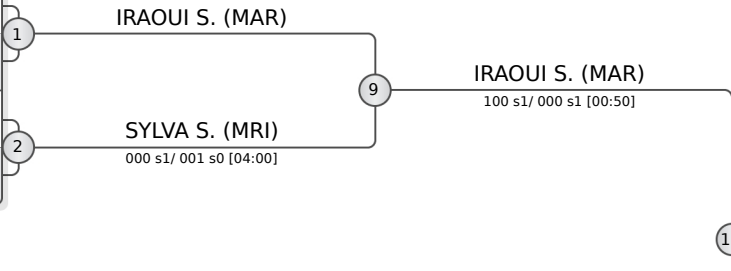 IRAOUI S. (MAR)
1
9
IRAOUI S. (MAR)
100 s1/ 000 s1 [00:50]
SYLVA S. (MRI)
2
000 s1/ 001 s0 [04:00]